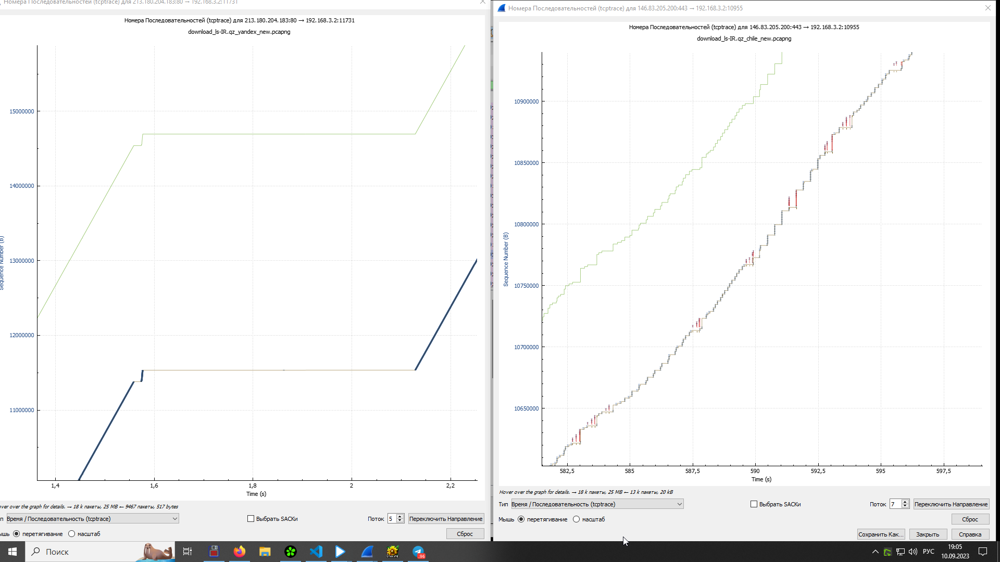 Номера Последовательностей (tcptrace) для 213.180.204.183:80 → 192.168.3.2:11731
Номера Последовательностей (tcptrace) для 213.180.204.183:80 → 192.168.3.2:11731
download_ls-IR.qz_yandex_new.pcapng
15000000
14000000
13000000
12000000
11000000
Sequence Number (B)
1,4
1,6
1,8
2
2,2
Time (s)
over over the graph for details. → 18 k пакеты, 25 MB ← 9467 пакеты, 517 bytes
п
Время / Последовательность (tcptrace)
Выбрать SACKи
Поток
5
Переключить Направление
ышь
перетягивание
масштаб
Сброс
Номера Последовательностей (tcptrace) для 146.83.205.200:443 → 192.168.3.2:10955
Номера Последовательностей (tcptrace) для 146.83.205.200:443 → 192.168.3.2:10955
download_ls-IR.qz_chile_new.pcapng
10900000
10850000
10800000
10750000
10700000
10650000
Sequence Number (B)
582,5
585
587,5
590
592,5
595
597,5
Time (s)
Hover over the graph for details. → 18 k пакеты, 25 MB ← 13 k пакеты, 20 kB
Тип
Время / Последовательность (tcptrace)
Выбрать SACKи
Поток
7
Переключить Направление
Мышь
перетягивание
масштаб
Сброс
Сохранить Как...
Закрыть
Справка
Поиск
96
РУС
19:05
10.09.2023